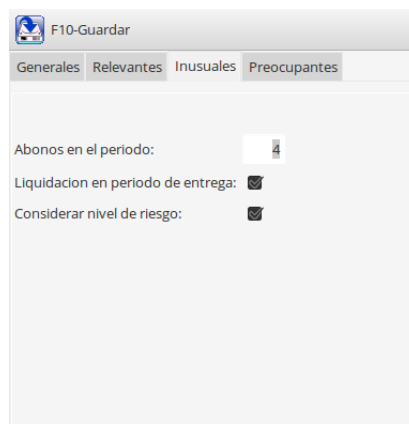 F10-Guardar
Generales Relevantes Inusuales Preocupantes
Abonos en el periodo: 4
Liquidacion en periodo de entrega:
Considerar nivel de riesgo: